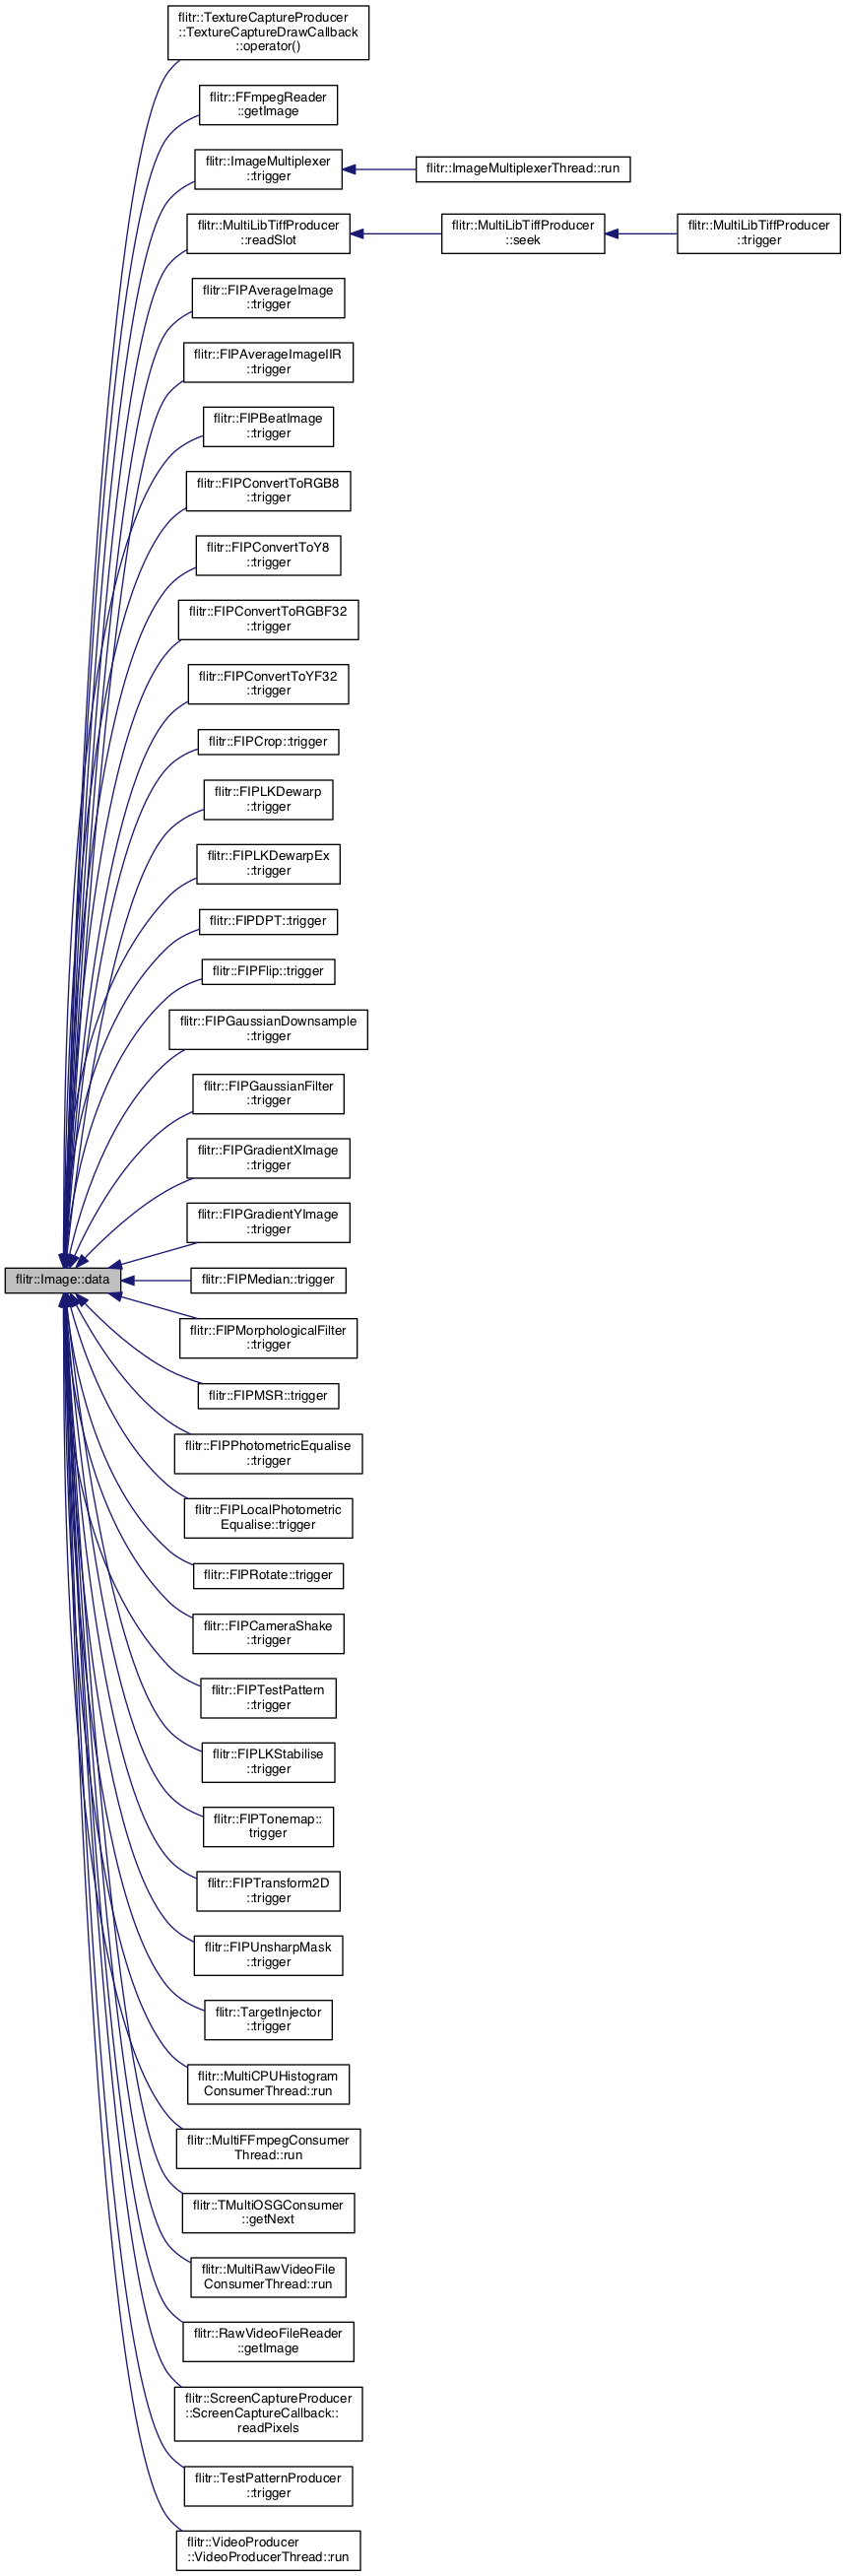 flitr::TextureCaptureProducer
::TextureCaptureDrawCallback
::operator()
flitr::FFmpegReader
::getImage
flitr::ImageMultiplexer
::trigger
flitr::ImageMultiplexerThread::run
flitr::MultiLibTiffProducer
::readSlot
flitr::MultiLibTiffProducer
::seek
flitr::MultiLibTiffProducer
::trigger
flitr::FIPAverageImage
::trigger
flitr::FIPAverageImageIIR
::trigger
flitr::FIPBeatImage
::trigger
flitr::FIPConvertToRGB8
::trigger
flitr::FIPConvertToY8
::trigger
flitr::FIPConvertToRGBF32
::trigger
flitr::FIPConvertToYF32
::trigger
flitr::FIPCrop::trigger
flitr::FIPLKDewarp
::trigger
flitr::FIPLKDewarpEx
::trigger
flitr::FIPDPT::trigger
flitr::FIPFlip::trigger
flitr::FIPGaussianDownsample
::trigger
flitr::FIPGaussianFilter
::trigger
flitr::FIPGradientXImage
::trigger
flitr::FIPGradientYImage
::trigger
flitr::Image::data
flitr::FIPMedian::trigger
flitr::FIPMorphologicalFilter
::trigger
flitr::FIPMSR::trigger
flitr::FIPPhotometricEqualise
::trigger
flitr::FIPLocalPhotometric
Equalise::trigger
flitr::FIPRotate::trigger
flitr::FIPCameraShake
::trigger
flitr::FIPTestPattern
::trigger
flitr::FIPLKStabilise
::trigger
flitr::FIPTonemap::
trigger
flitr::FIPTransform2D
::trigger
flitr::FIPUnsharpMask
::trigger
flitr::TargetInjector
::trigger
flitr::MultiCPUHistogram
ConsumerThread::run
flitr::MultiFFmpegConsumer
Thread::run
flitr::TMultiOSGConsumer
::getNext
flitr::MultiRawVideoFile
ConsumerThread::run
flitr::RawVideoFileReader
::getImage
flitr::ScreenCaptureProducer
::ScreenCaptureCallback::
readPixels
flitr::TestPatternProducer
::trigger
flitr::VideoProducer
::VideoProducerThread::run